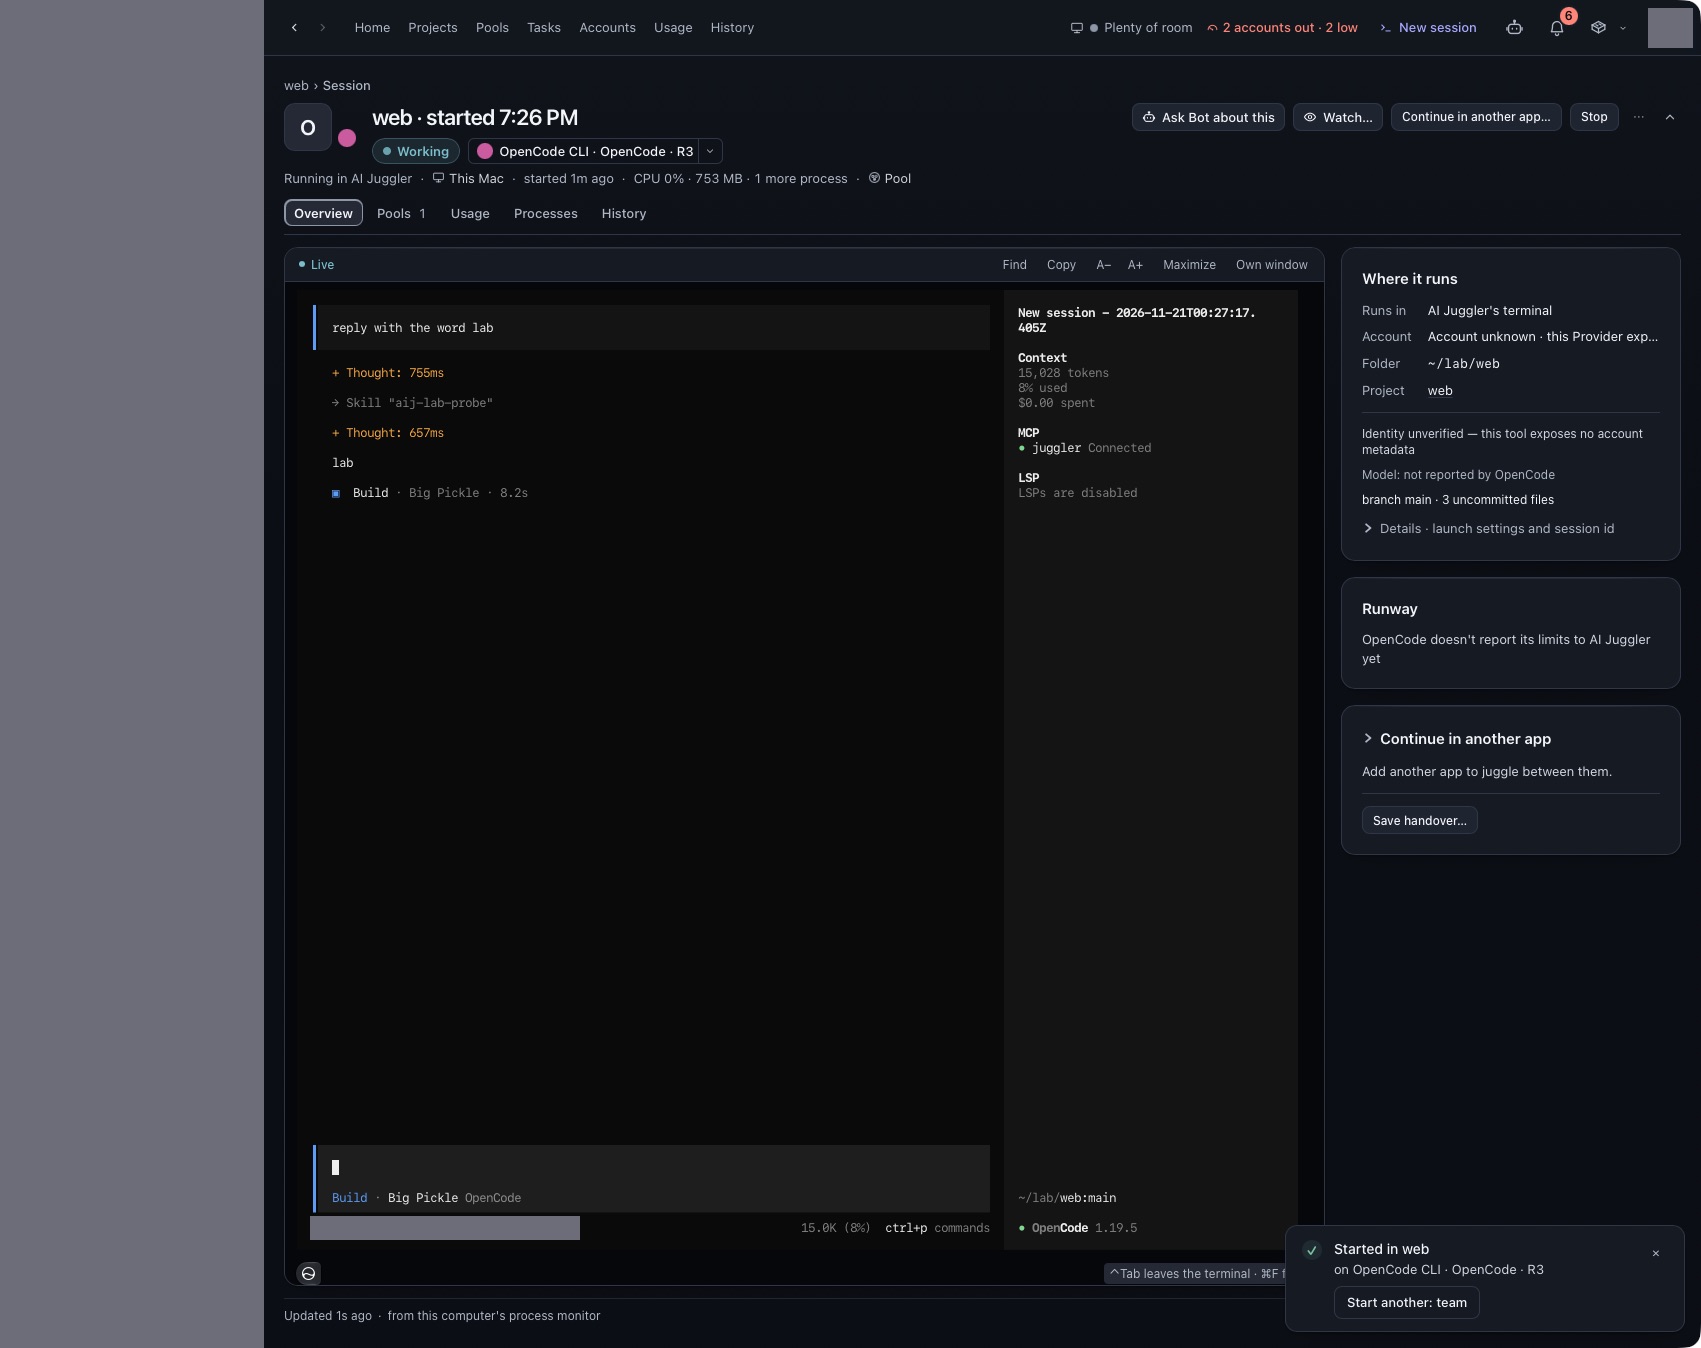 Home Projects Pools Tasks Accounts Usage History
Plenty of room 2 accounts out · 2 low New session 6
web › Session
O
web · started 7:26 PM
Ask Bot about this Watch... Continue in another app... Stop ...
Working OpenCode CLI · OpenCode · R3
Running in AI Juggler · This Mac · started 1m ago · CPU 0% · 753 MB · 1 more process · Pool
Overview Pools 1 Usage Processes History
Live
Find Copy A− A+ Maximize Own window
reply with the word lab
+ Thought: 755ms
→ Skill "aij-lab-probe"
+ Thought: 657ms
lab
Build · Big Pickle · 8.2s
New session - 2026-11-21T00:27:17.
405Z
Context
15,028 tokens
8% used
$0.00 spent
MCP
• juggler Connected
LSP
LSPs are disabled
Build · Big Pickle OpenCode
15.0K (8%) ctrl+p commands
~/lab/web:main
• OpenCode 1.19.5
^Tab leaves the terminal · ⌘F f
Updated 1s ago · from this computer's process monitor
Where it runs
Runs in AI Juggler's terminal
Account Account unknown · this Provider exp...
Folder ~/lab/web
Project web
Identity unverified — this tool exposes no account
metadata
Model: not reported by OpenCode
branch main · 3 uncommitted files
Details · launch settings and session id
Runway
OpenCode doesn't report its limits to AI Juggler
yet
Continue in another app
Add another app to juggle between them.
Save handover...
Started in web ×
on OpenCode CLI · OpenCode · R3
Start another: team